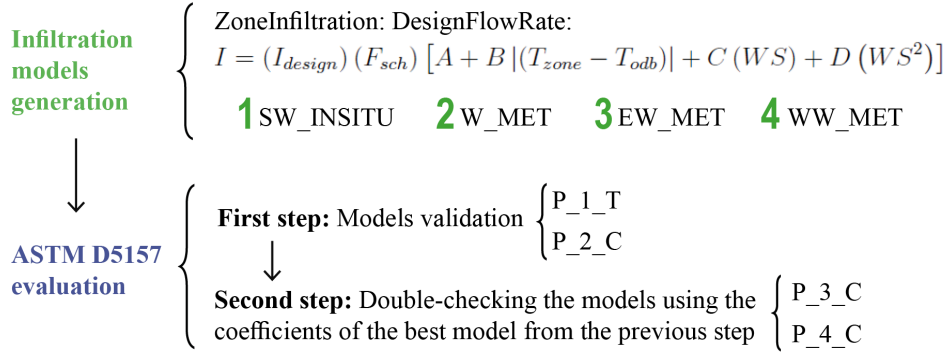 Infiltration
models
generation
ZoneInfiltration: DesignFlowRate:
I = (I_design) (F_sch) [A + B |(T_zone − T_odb)| + C (WS) + D (WS²)]
1 SW_INSITU 2 W_MET 3 EW_MET 4 WW_MET
ASTM D5157
evaluation
First step: Models validation
P_1_T
P_2_C
Second step: Double-checking the models using the
coefficients of the best model from the previous step
P_3_C
P_4_C